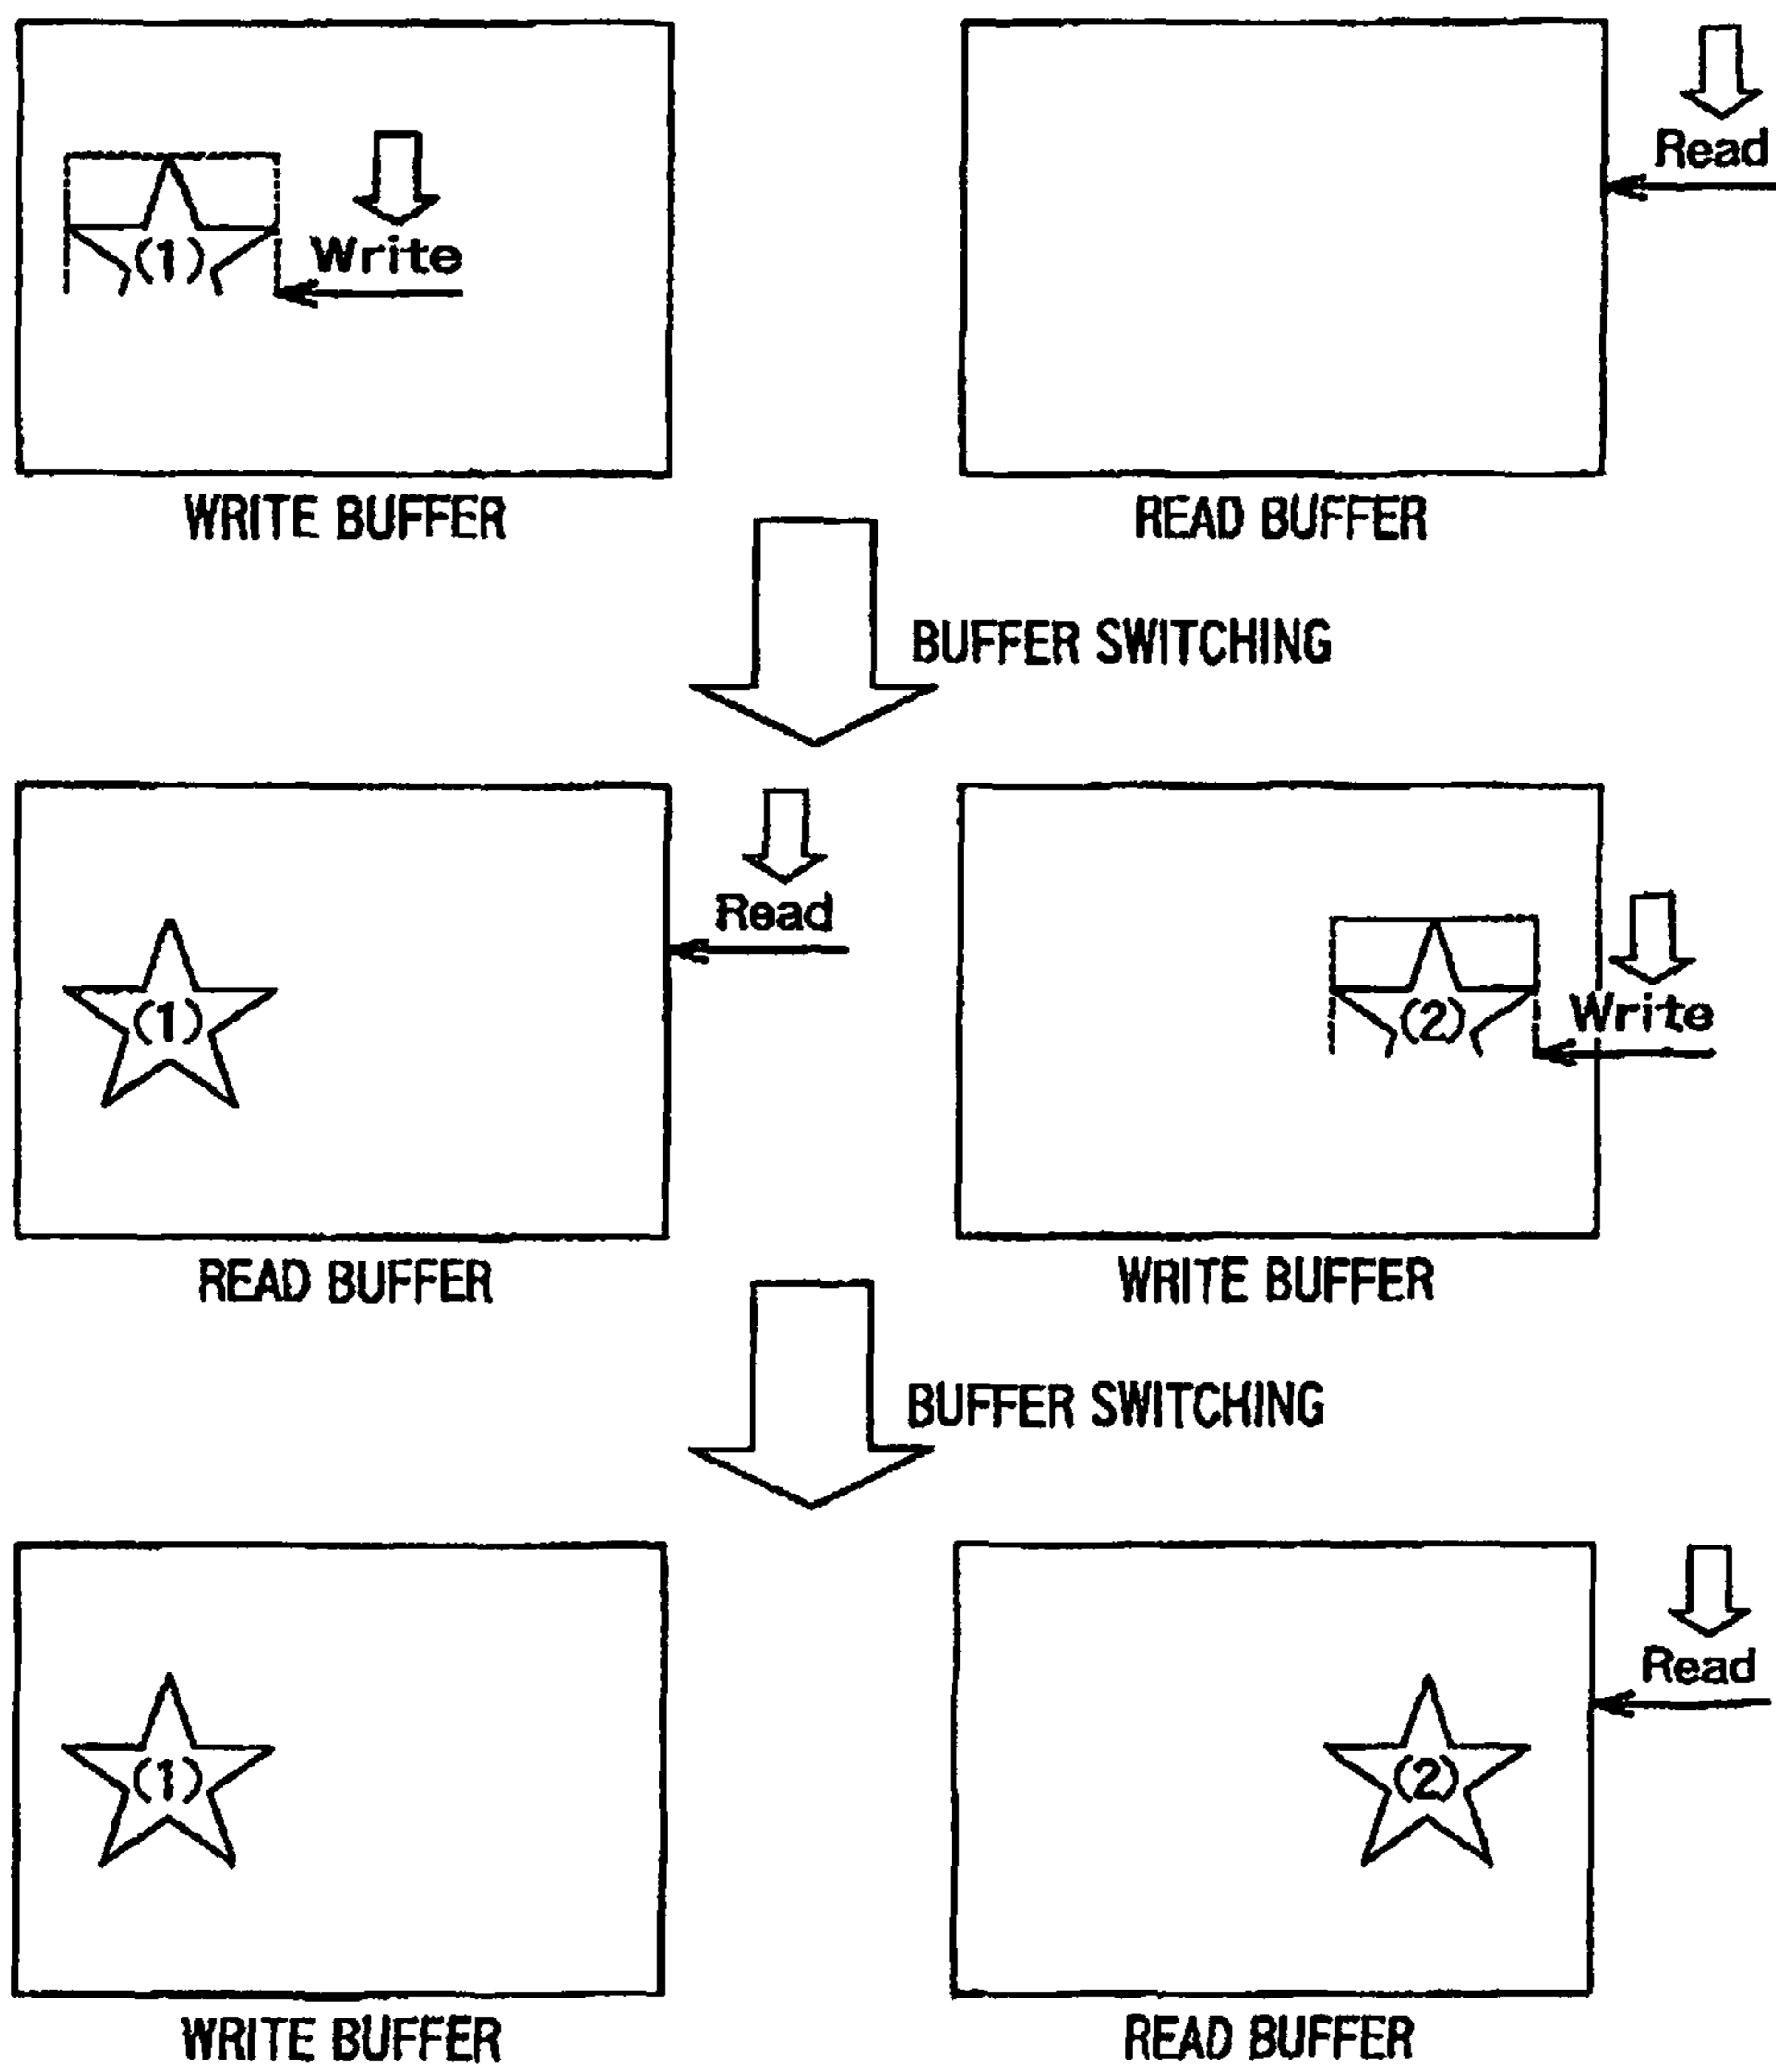 Read
(1)
Write
WRITE BUFFER
READ BUFFER
BUFFER SWITCHING
Read
(1)
(2)
Write
READ BUFFER
WRITE BUFFER
BUFFER SWITCHING
Read
(1)
(2)
WRITE BUFFER
READ BUFFER